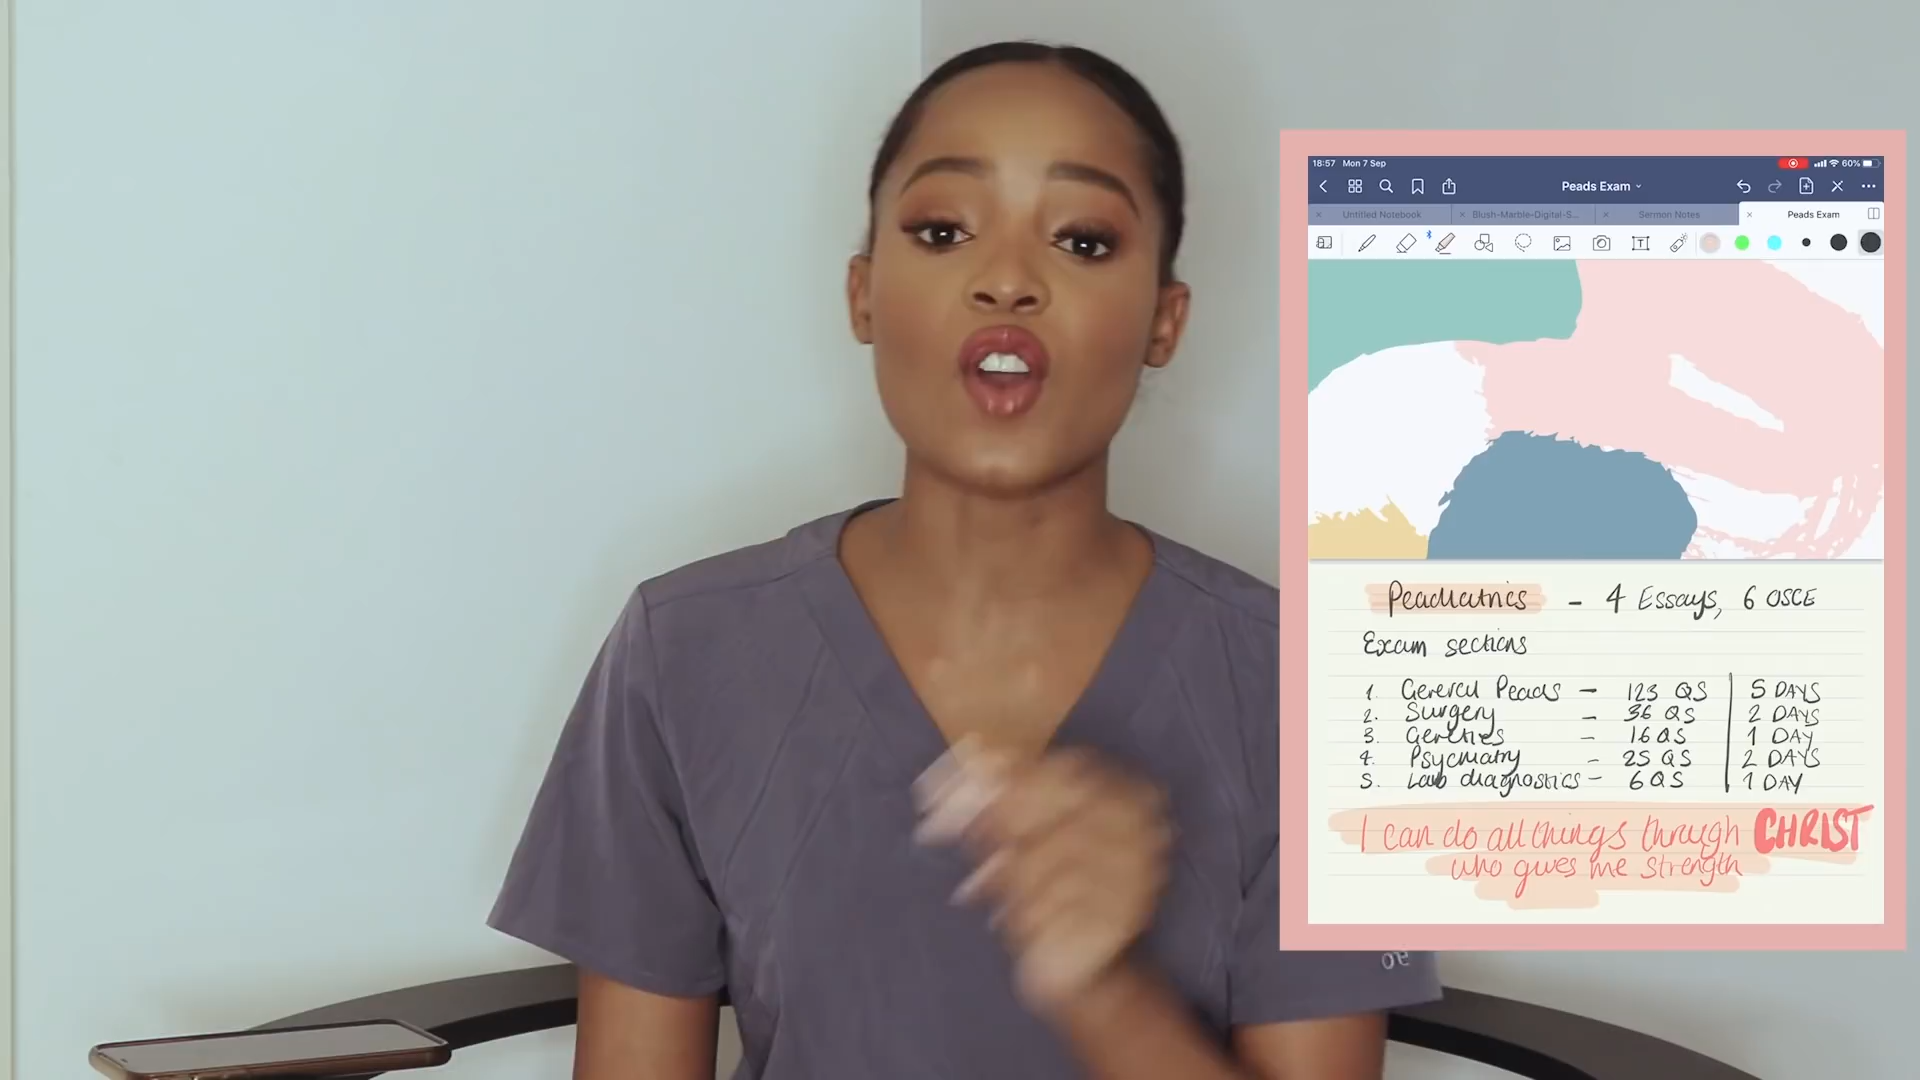 18:57 Mon 7 Sep
60%
Peads Exam
Untitled Notebook
Blush-Marble-Digital-S...
Sermon Notes
Peads Exam
T
Peadiatrics - 4 Essays, 6 OSCE
Exam sections
1. General Peads - 123 QS 5 DAYS
2. Surgery - 36 QS 2 DAYS
3. Genetics - 16 QS 1 DAY
4. Psychiatry - 25 QS 2 DAYS
5. Lab diagnostics - 6 QS 1 DAY
I can do all things through CHRIST
who gives me strength